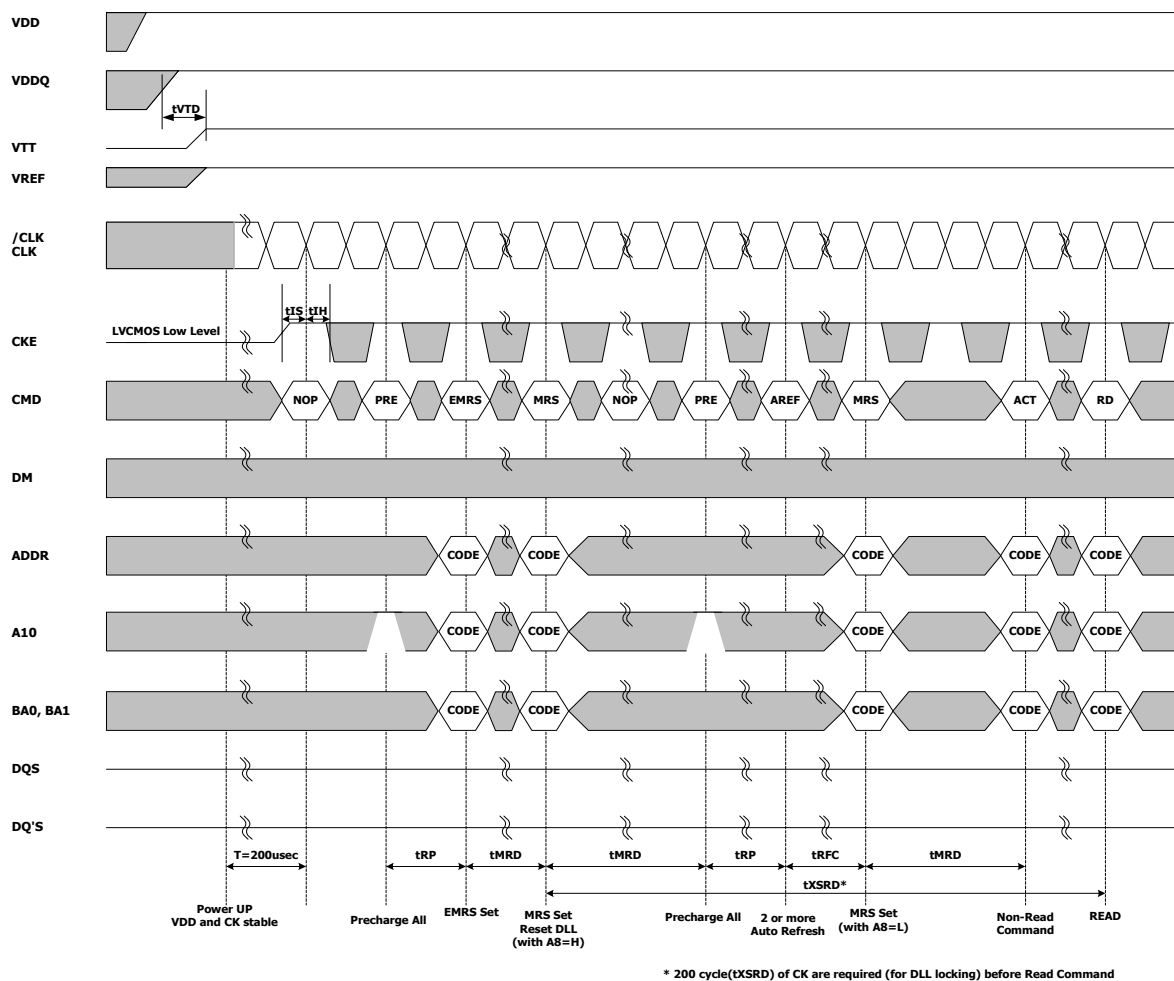 VDD
VDDQ
tVTD
VTT
VREF
/CLK
CLK
tIS tIH
LVCMOS Low Level
CKE
CMD NOP PRE EMRS MRS NOP PRE AREF MRS ACT RD
DM
ADDR CODE CODE CODE CODE CODE
A10 CODE CODE CODE CODE CODE
BA0, BA1 CODE CODE CODE CODE CODE
DQS
DQ'S
T=200usec tRP tMRD tMRD tRP tRFC tMRD
tXSRD*
Power UP
VDD and CK stable
Precharge All
EMRS Set
MRS Set
Reset DLL
(with A8=H)
Precharge All
2 or more
Auto Refresh
MRS Set
(with A8=L)
Non-Read
Command
READ
* 200 cycle(tXSRD) of CK are required (for DLL locking) before Read Command